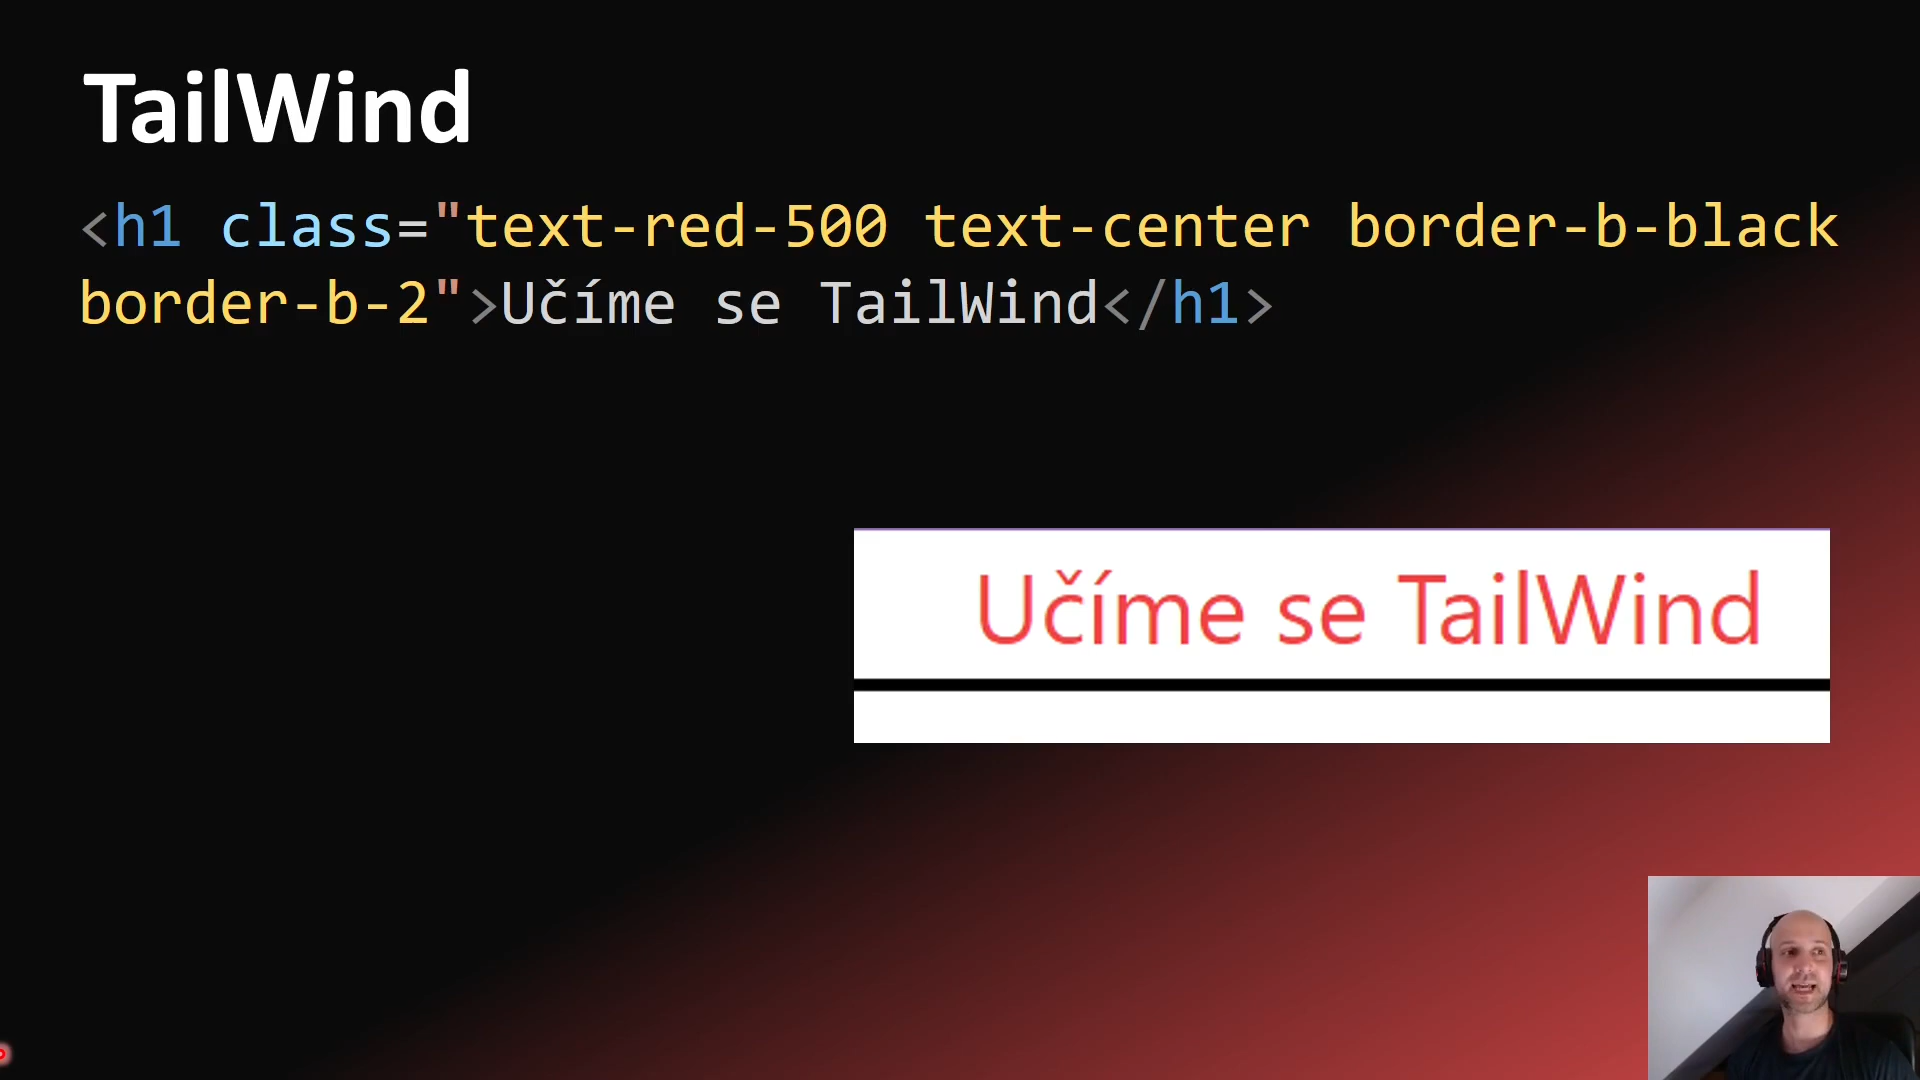 TailWind
<h1 class="text-red-500 text-center border-b-black
border-b-2">Učíme se TailWind</h1>
Učíme se TailWind